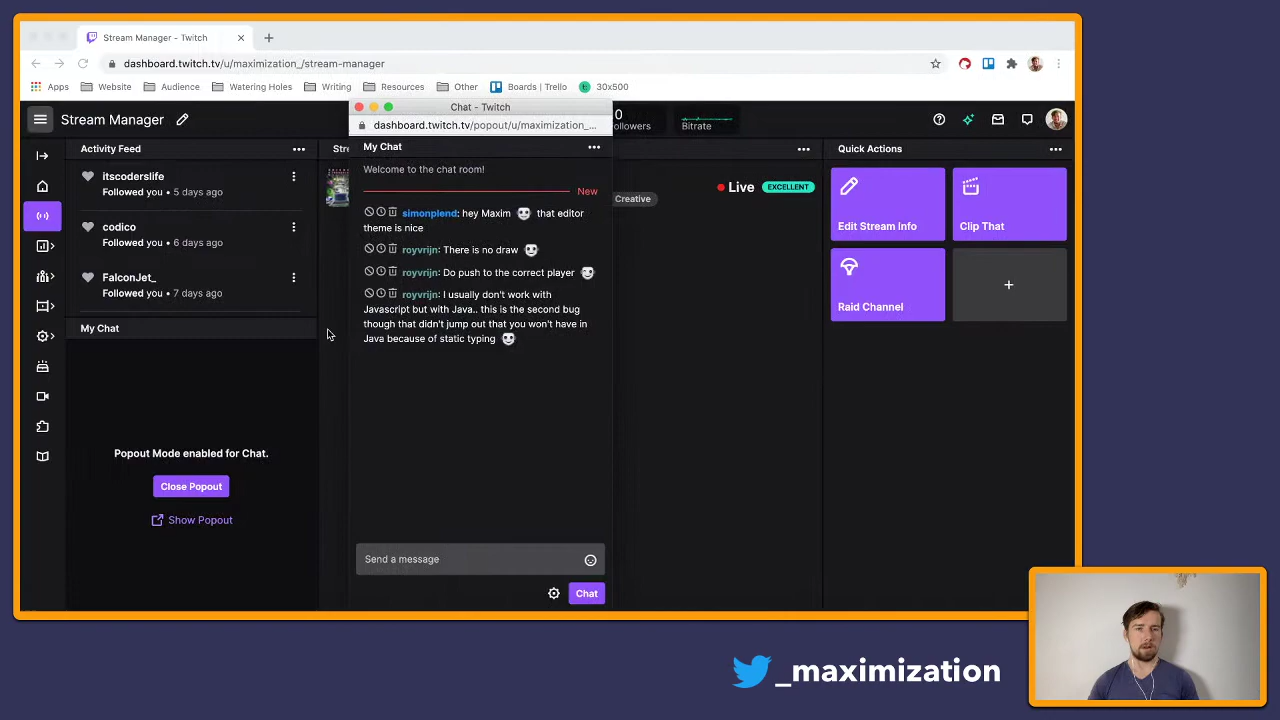 Stream Manager - Twitch
dashboard.twitch.tv/u/maximization_/stream-manager
Apps Website Audience Watering Holes Writing Resources Other Boards | Trello 30x500
Stream Manager
Chat - Twitch
dashboard.twitch.tv/popout/u/maximization_...
0
ollowers
Bitrate
Activity Feed
Stre
My Chat
Quick Actions
Welcome to the chat room!
New
itscoderslife
Followed you • 5 days ago
codico
Followed you • 6 days ago
FalconJet_
Followed you • 7 days ago
simonplend: hey Maxim that editor
theme is nice
royvrijn: There is no draw
royvrijn: Do push to the correct player
royvrijn: I usually don't work with
Javascript but with Java.. this is the second bug
though that didn't jump out that you won't have in
Java because of static typing
Live EXCELLENT
Creative
Edit Stream Info
Clip That
Raid Channel
+
My Chat
Popout Mode enabled for Chat.
Close Popout
Show Popout
Send a message
Chat
_maximization